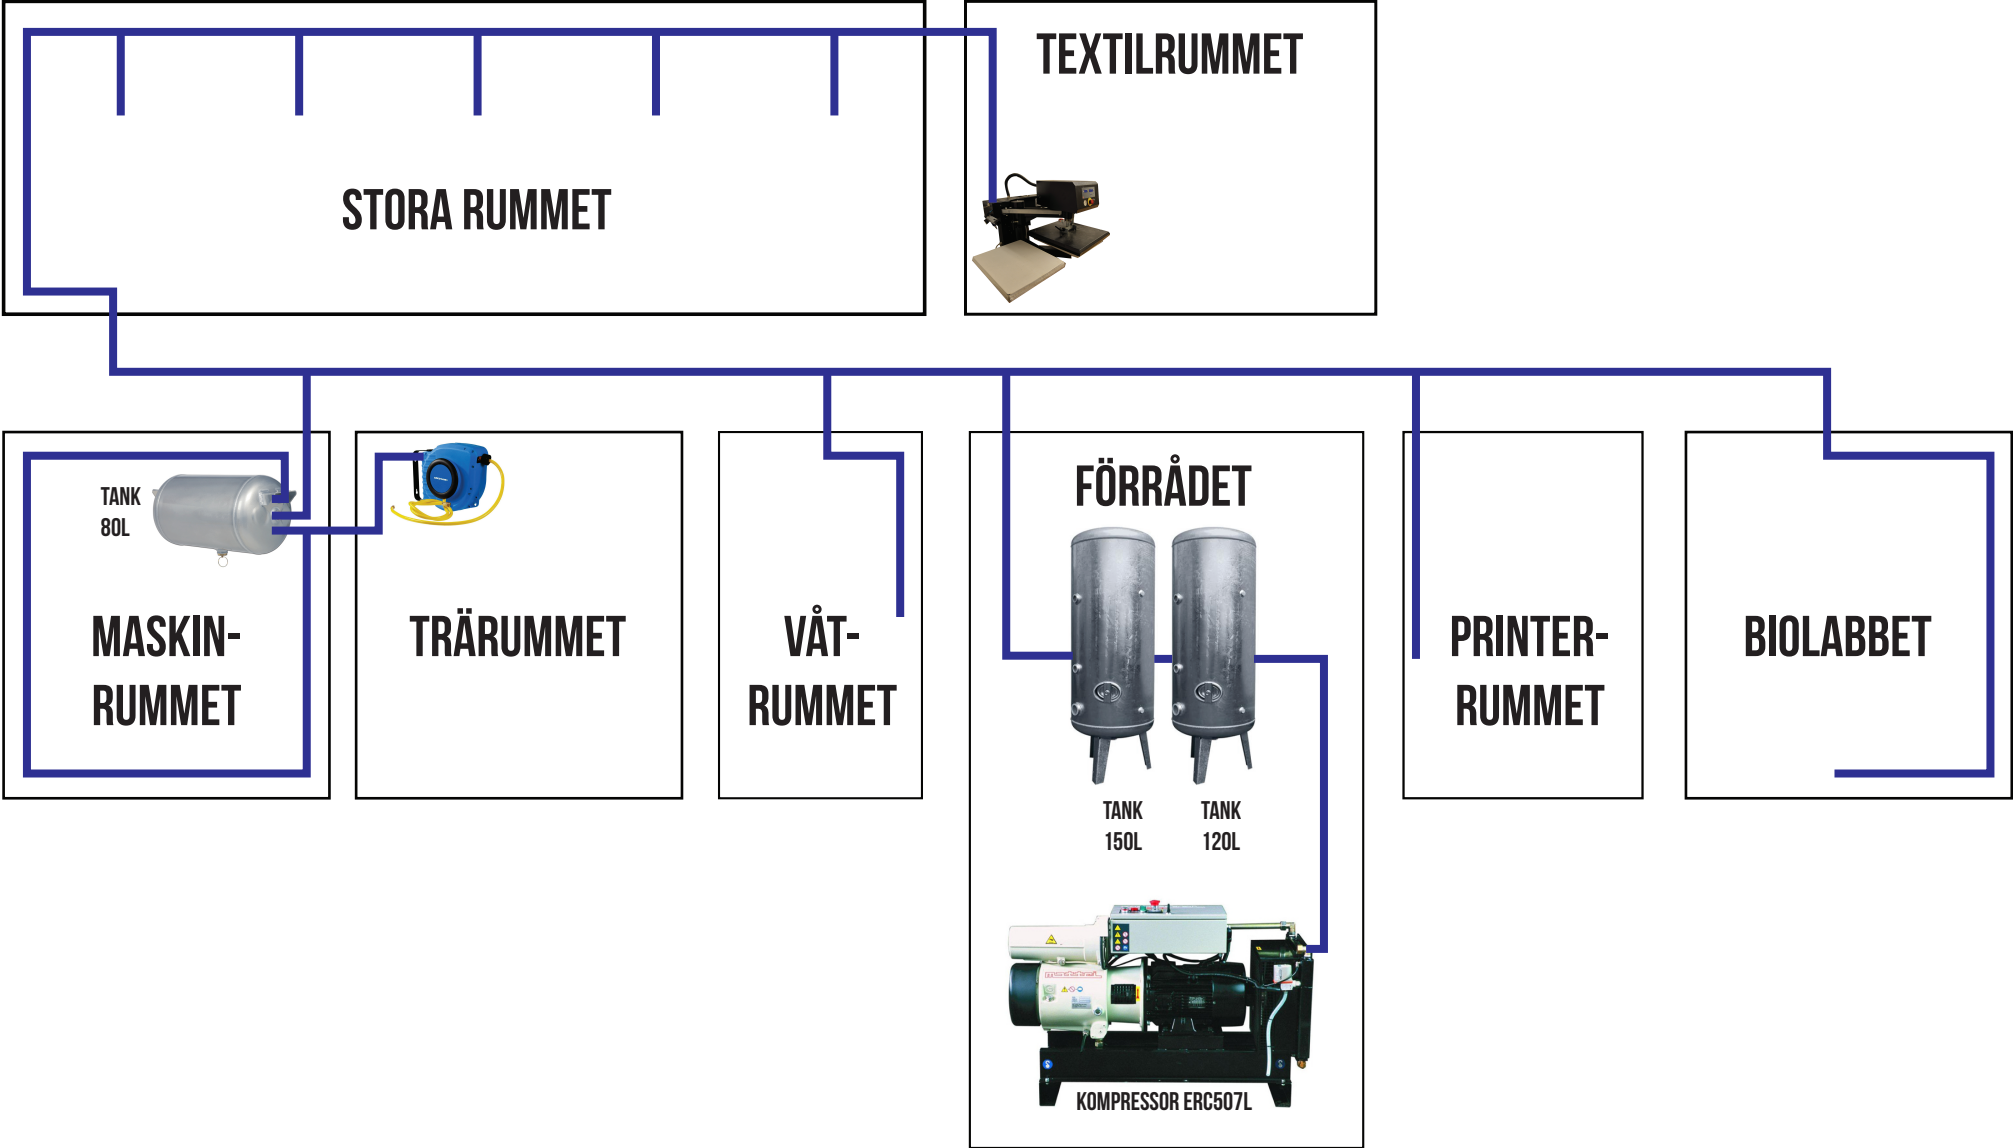 TEXTILRUMMET
STORA RUMMET
TANK
80L
MASKIN-
RUMMET
TRÄRUMMET
VÅT-
RUMMET
FÖRRÅDET
TANK
150L
TANK
120L
KOMPRESSOR ERC507L
PRINTER-
RUMMET
BIOLABBET